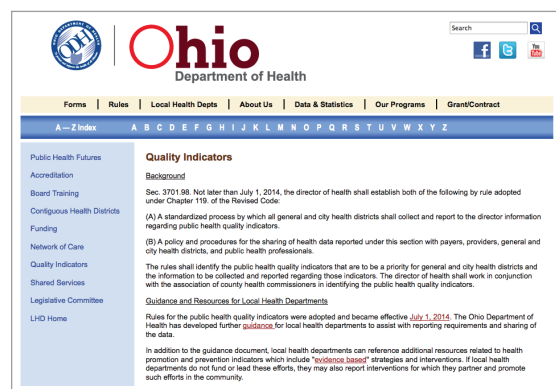 ODH
Ohio
Department of Health
Search
You
Tube
Forms | Rules | Local Health Depts | About Us | Data & Statistics | Our Programs | Grant/Contract
A — Z Index A B C D E F G H I J K L M N O P Q R S T U V W X Y Z
Public Health Futures
Accreditation
Board Training
Contiguous Health Districts
Funding
Network of Care
Quality Indicators
Shared Services
Legislative Committee
LHD Home
Quality Indicators
Background
Sec. 3701.98. Not later than July 1, 2014, the director of health shall establish both of the following by rule adopted
under Chapter 119. of the Revised Code:
(A) A standardized process by which all general and city health districts shall collect and report to the director information
regarding public health quality indicators.
(B) A policy and procedures for the sharing of health data reported under this section with payers, providers, general and
city health districts, and public health professionals.
The rules shall identify the public health quality indicators that are to be a priority for general and city health districts and
the information to be collected and reported regarding those indicators. The director of health shall work in conjunction
with the association of county health commissioners in identifying the public health quality indicators.
Guidance and Resources for Local Health Departments
Rules for the public health quality indicators were adopted and became effective July 1, 2014. The Ohio Department of
Health has developed further guidance for local health departments to assist with reporting requirements and sharing of
the data.
In addition to the guidance document, local health departments can reference additional resources related to health
promotion and prevention indicators which include "evidence based" strategies and interventions. If local health
departments do not fund or lead these efforts, they may also report interventions for which they partner and promote
such efforts in the community.